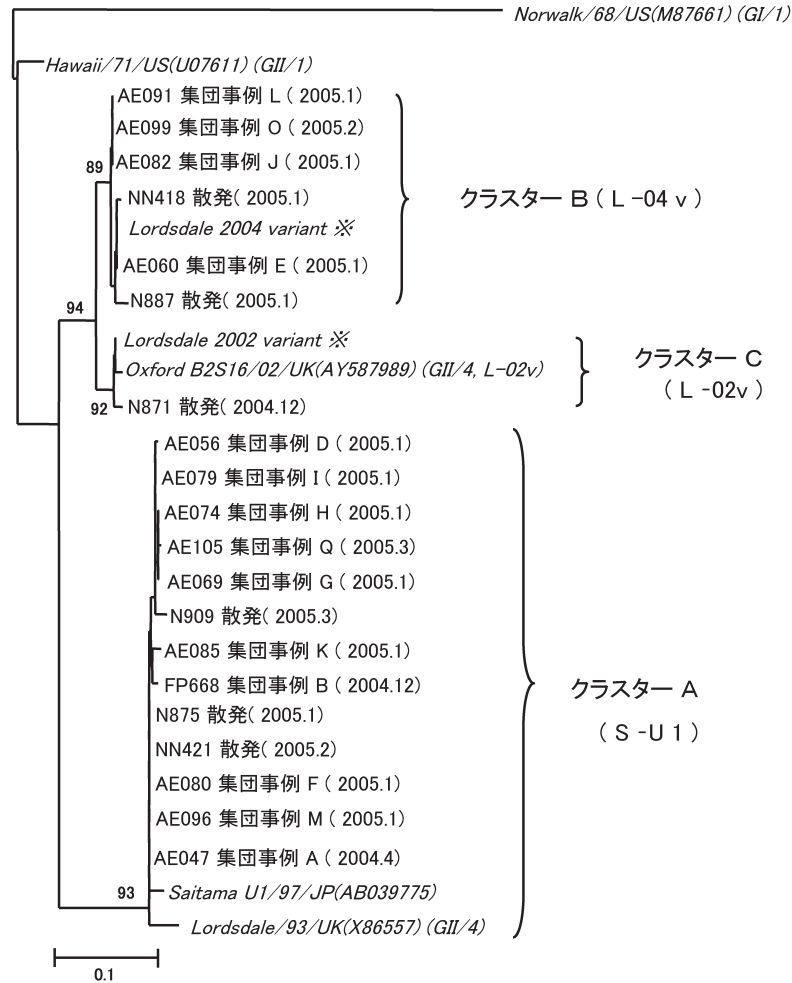 Norwalk/68/US(M87661) (GI/1)
Hawaii/71/US(U07611) (GII/1)
AE091 集団事例 L ( 2005.1)
AE099 集団事例 O ( 2005.2)
89
AE082 集団事例 J ( 2005.1)
NN418 散発( 2005.1)
クラスター B ( L -04 v )
Lordsdale 2004 variant ※
AE060 集団事例 E ( 2005.1)
N887 散発( 2005.1)
94
Lordsdale 2002 variant ※
Oxford B2S16/02/UK(AY587989) (GII/4, L-02v)
クラスター C
( L -02v )
92
N871 散発( 2004.12)
AE056 集団事例 D ( 2005.1)
AE079 集団事例 I ( 2005.1)
AE074 集団事例 H ( 2005.1)
AE105 集団事例 Q ( 2005.3)
AE069 集団事例 G ( 2005.1)
N909 散発( 2005.3)
AE085 集団事例 K ( 2005.1)
FP668 集団事例 B ( 2004.12)
クラスター A
( S -U 1 )
N875 散発( 2005.1)
NN421 散発( 2005.2)
AE080 集団事例 F ( 2005.1)
AE096 集団事例 M ( 2005.1)
AE047 集団事例 A ( 2004.4)
93
Saitama U1/97/JP(AB039775)
Lordsdale/93/UK(X86557) (GII/4)
0.1